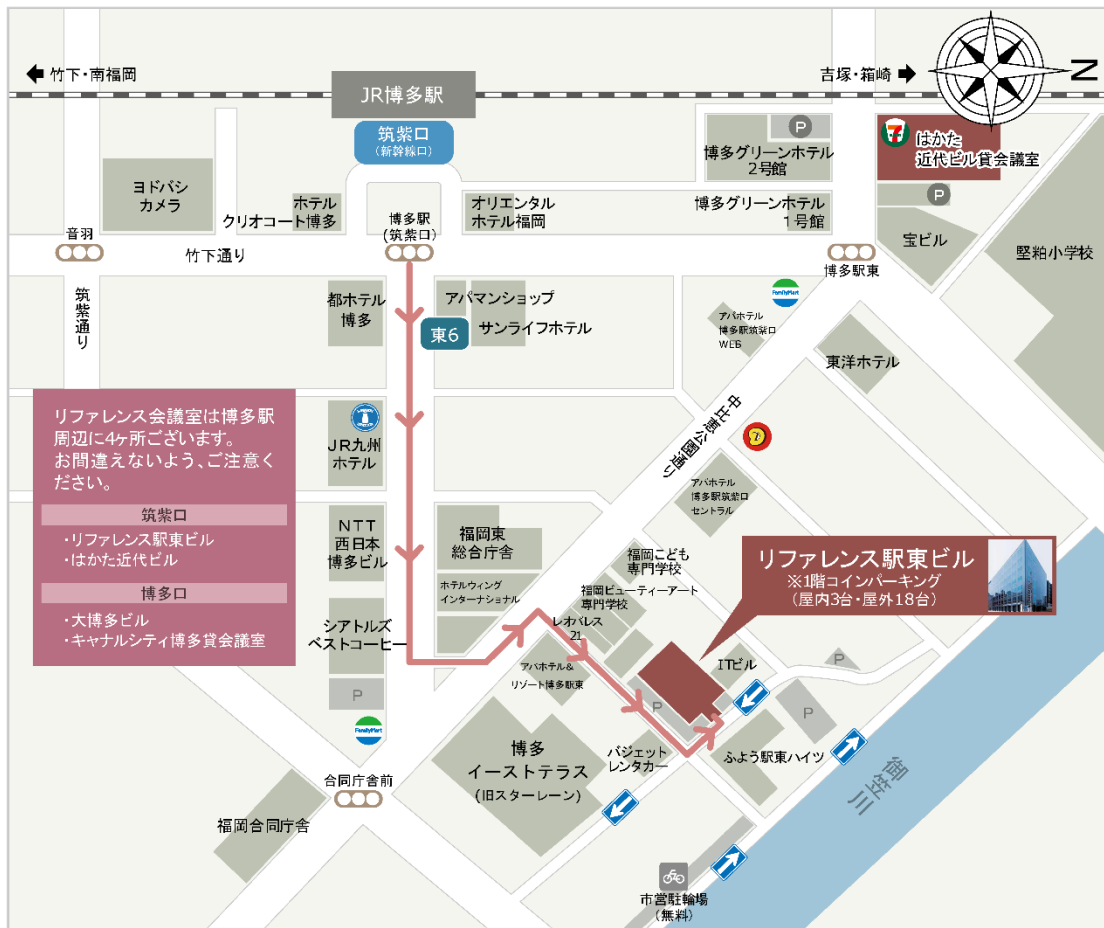 竹下・南福岡
吉塚・箱崎
N
JR博多駅
筑紫口
(新幹線口)
P
博多グリーンホテル
2号館
7
はかた
近代ビル貸会議室
P
ヨドバシ
カメラ
ホテル
クリオコート博多
博多駅
(筑紫口)
オリエンタル
ホテル福岡
博多グリーンホテル
1号館
宝ビル
堅粕小学校
音羽
竹下通り
博多駅東
筑紫通り
都ホテル
博多
アパマンショップ
サンライフホテル
東6
FamilyMart
アパホテル
博多駅筑紫口
WEB
東洋ホテル
リファレンス会議室は博多駅
周辺に4ヶ所ございます。
お間違えないよう、ご注意く
ださい。
筑紫口
・リファレンス駅東ビル
・はかた近代ビル
博多口
・大博多ビル
・キャナルシティ博多貸会議室
JR九州
ホテル
中比恵公園通り
アパホテル
博多駅筑紫口
セントラル
NTT
西日本
博多ビル
福岡東
総合庁舎
ホテルウィング
インターナショナル
福岡こども
専門学校
福岡ビューティーアート
専門学校
レオパレス
21
リファレンス駅東ビル
※1階コインパーキング
(屋内3台・屋外18台)
シアトルズ
ベストコーヒー
アパホテル&
リゾート博多駅東
ITビル
P
P
P
P
FamilyMart
博多
イーストテラス
(旧スターレーン)
バジェット
レンタカー
ふよう駅東ハイツ
御笠川
合同庁舎前
福岡合同庁舎
市営駐輪場
(無料)